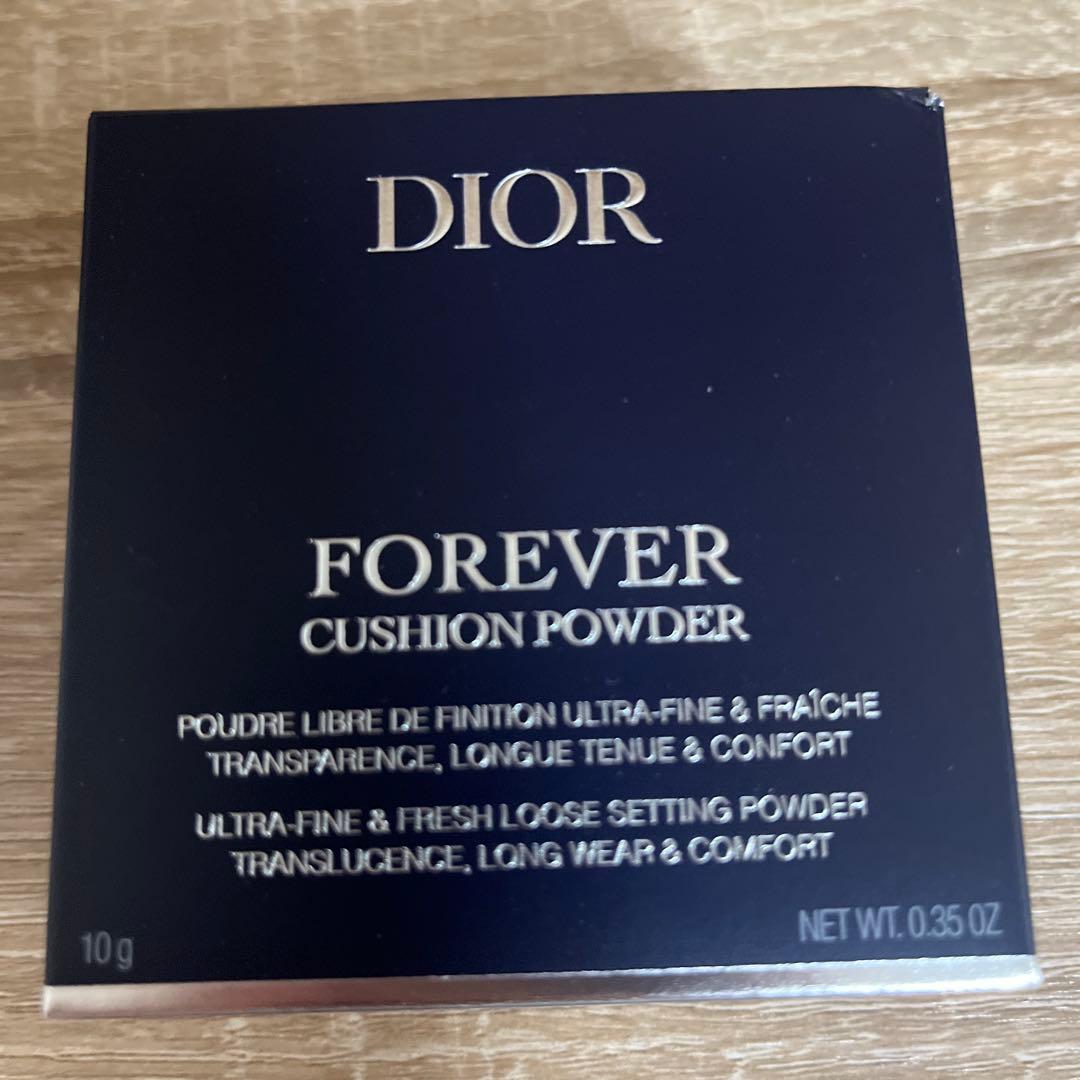 DIOR
FOREVER
CUSHION POWDER
POUDRE LIBRE DE FINITION ULTRA-FINE & FRAÎCHE
TRANSPARENCE, LONGUE TENUE & CONFORT
ULTRA-FINE & FRESH LOOSE SETTING POWDER
TRANSLUCENCE, LONG WEAR & COMFORT
10 g
NET WT. 0.35 OZ